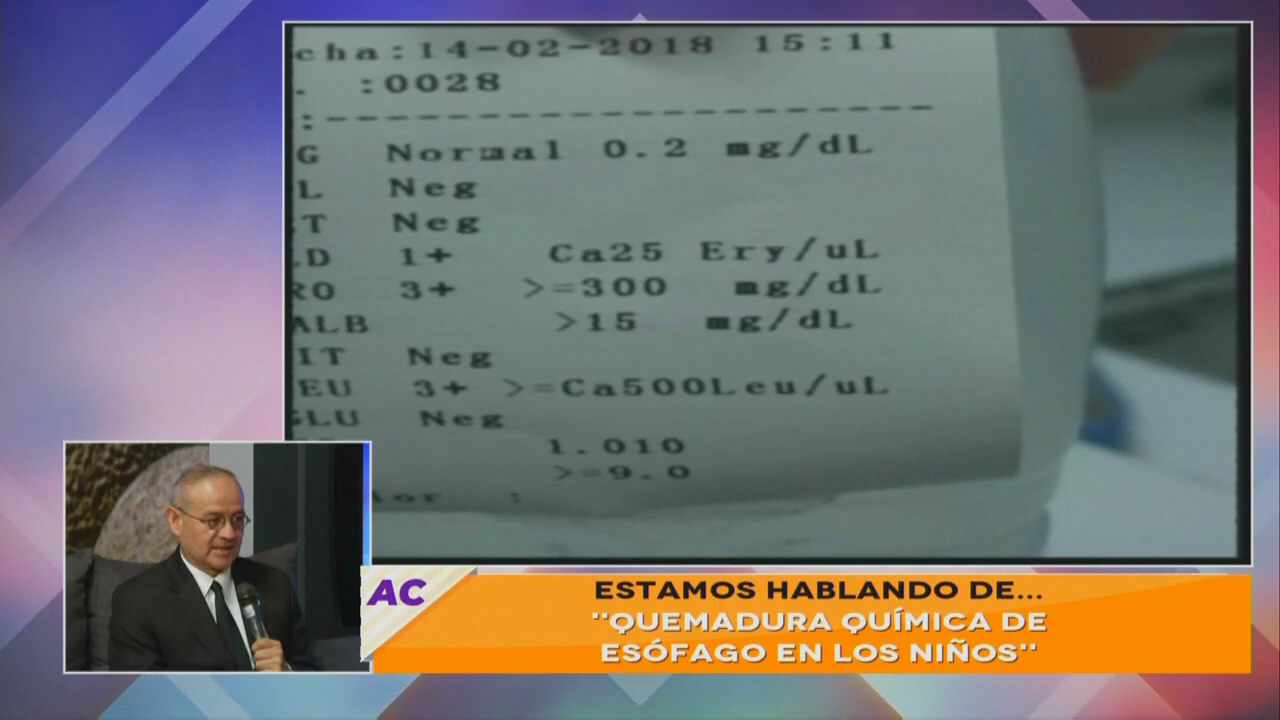 cha:14-02-2018 15:11
. :0028
:-------------------
G Normal 0.2 mg/dL
L Neg
T Neg
LD 1+ Ca25 Ery/uL
RO 3+ >=300 mg/dL
ALB >15 mg/dL
IT Neg
EU 3+ >=Ca500Leu/uL
GLU Neg
1.010
>=9.0
or :
AC
ESTAMOS HABLANDO DE...
"QUEMADURA QUÍMICA DE
ESÓFAGO EN LOS NIÑOS"